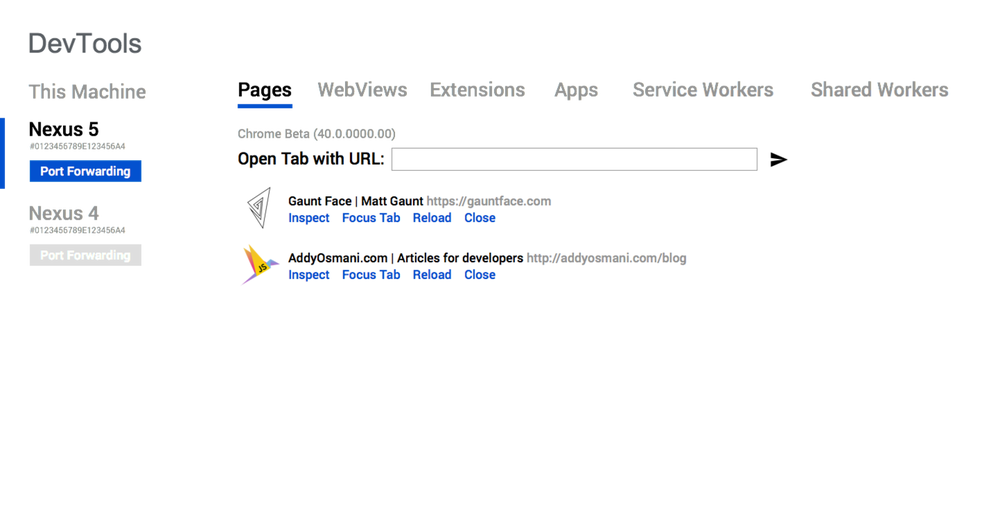 DevTools
This Machine
Nexus 5
#0123456789E123456A4
Port Forwarding
Nexus 4
#0123456789E123456A4
Port Forwarding
Pages WebViews Extensions Apps Service Workers Shared Workers
Chrome Beta (40.0.0000.00)
Open Tab with URL:
Gaunt Face | Matt Gaunt https://gauntface.com
Inspect Focus Tab Reload Close
JS
AddyOsmani.com | Articles for developers http://addyosmani.com/blog
Inspect Focus Tab Reload Close